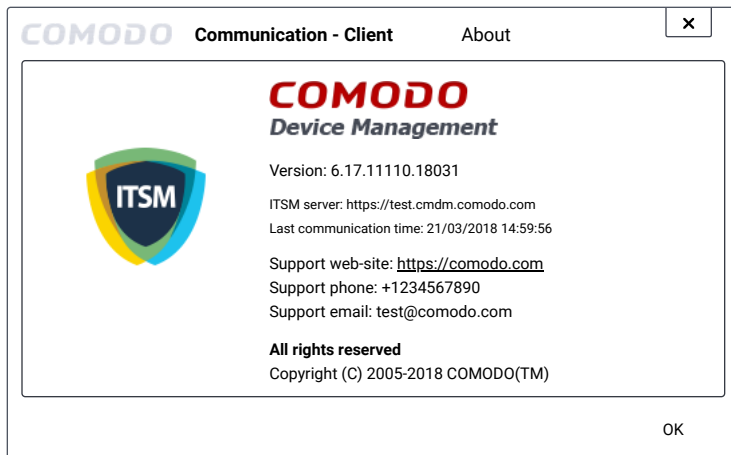 COMODO Communication - Client About ×
COMODO
Device Management
ITSM
Version: 6.17.11110.18031
ITSM server: https://test.cmdm.comodo.com
Last communication time: 21/03/2018 14:59:56
Support web-site: https://comodo.com
Support phone: +1234567890
Support email: test@comodo.com
All rights reserved
Copyright (C) 2005-2018 COMODO(TM)
OK